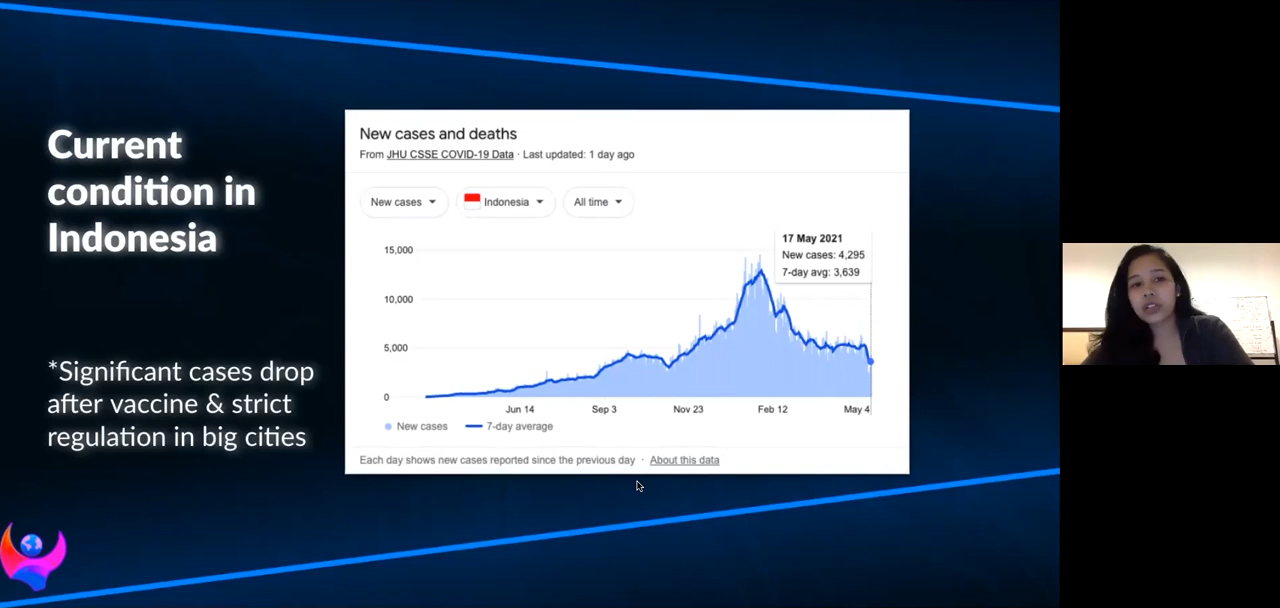 Current
condition in
Indonesia
*Significant cases drop
after vaccine & strict
regulation in big cities
New cases and deaths
From JHU CSSE COVID-19 Data · Last updated: 1 day ago
New cases
Indonesia
All time
17 May 2021
New cases: 4,295
7-day avg: 3,639
15,000
10,000
5,000
0
Jun 14
Sep 3
Nov 23
Feb 12
May 4
New cases
7-day average
Each day shows new cases reported since the previous day · About this data